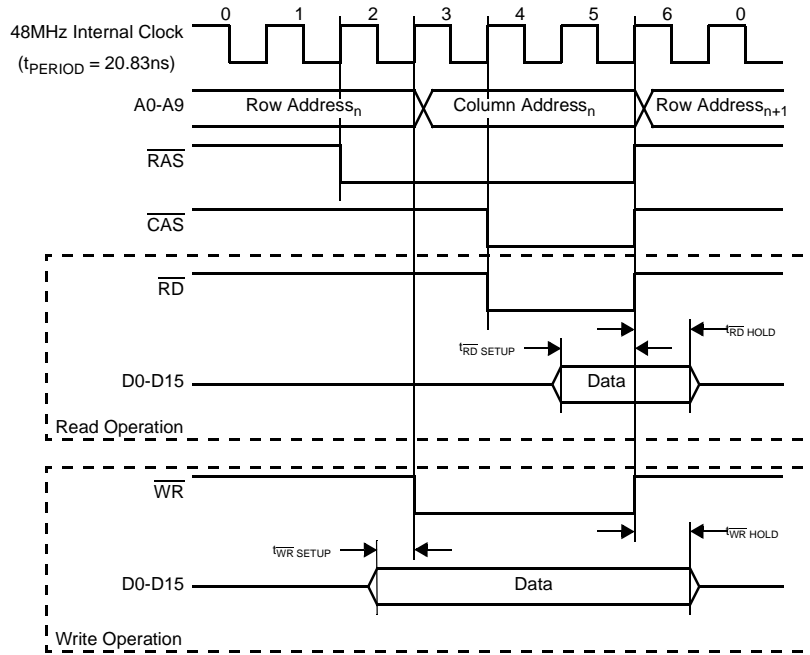 0 1 2 3 4 5 6 0
48MHz Internal Clock
(tPERIOD = 20.83ns)
A0-A9 Row Addressn Column Addressn Row Addressn+1
RAS
CAS
RD
tRD SETUP tRD HOLD
D0-D15 Data
Read Operation
WR
tWR SETUP tWR HOLD
D0-D15 Data
Write Operation